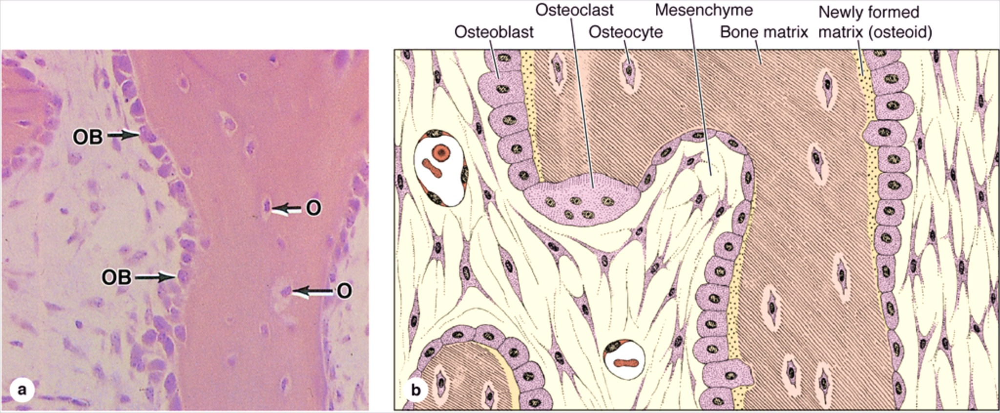 Osteoclast
Mesenchyme
Newly formed
Osteoblast
Osteocyte
Bone matrix
matrix (osteoid)
OB
O
OB
O
a
b